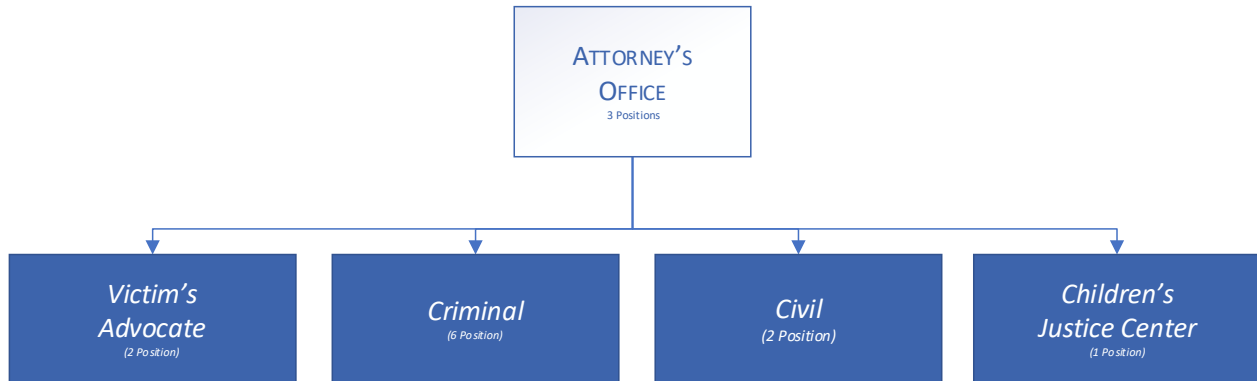 ATTORNEY'S
OFFICE
3 Positions
Victim's
Advocate
(2 Position)
Criminal
(6 Position)
Civil
(2 Position)
Children's
Justice Center
(1 Position)